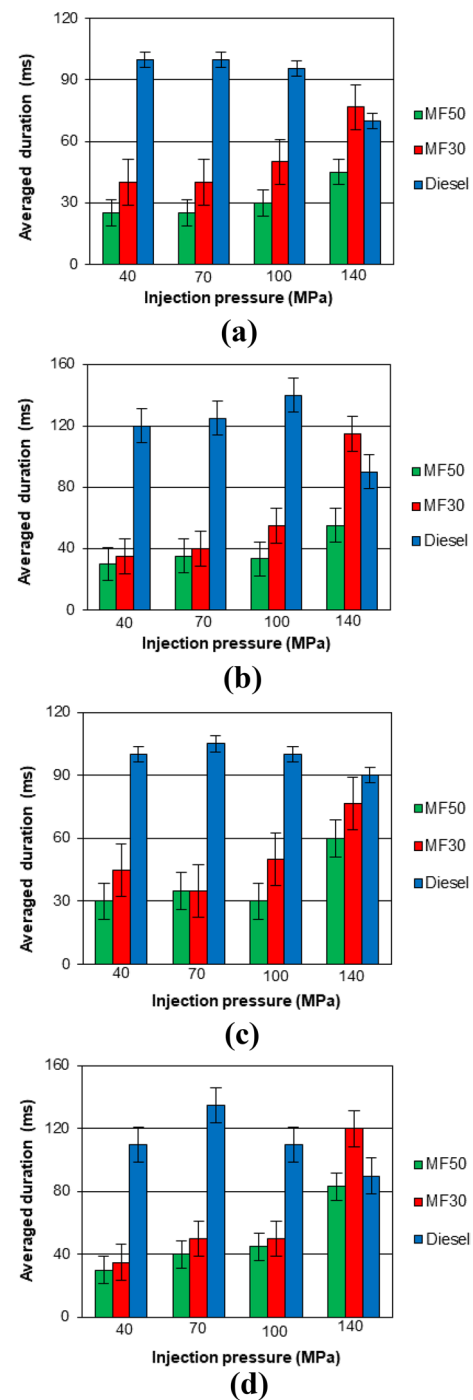 120
90
60
30
0
Averaged duration (ms)
40 70 100 140
Injection pressure (MPa)
MF50
MF30
Diesel
(a)
160
120
80
40
0
Averaged duration (ms)
40 70 100 140
Injection pressure (MPa)
MF50
MF30
Diesel
(b)
120
90
60
30
0
Averaged duration (ms)
40 70 100 140
Injection pressure (MPa)
MF50
MF30
Diesel
(c)
160
120
80
40
0
Averaged duration (ms)
40 70 100 140
Injection pressure (MPa)
MF50
MF30
Diesel
(d)